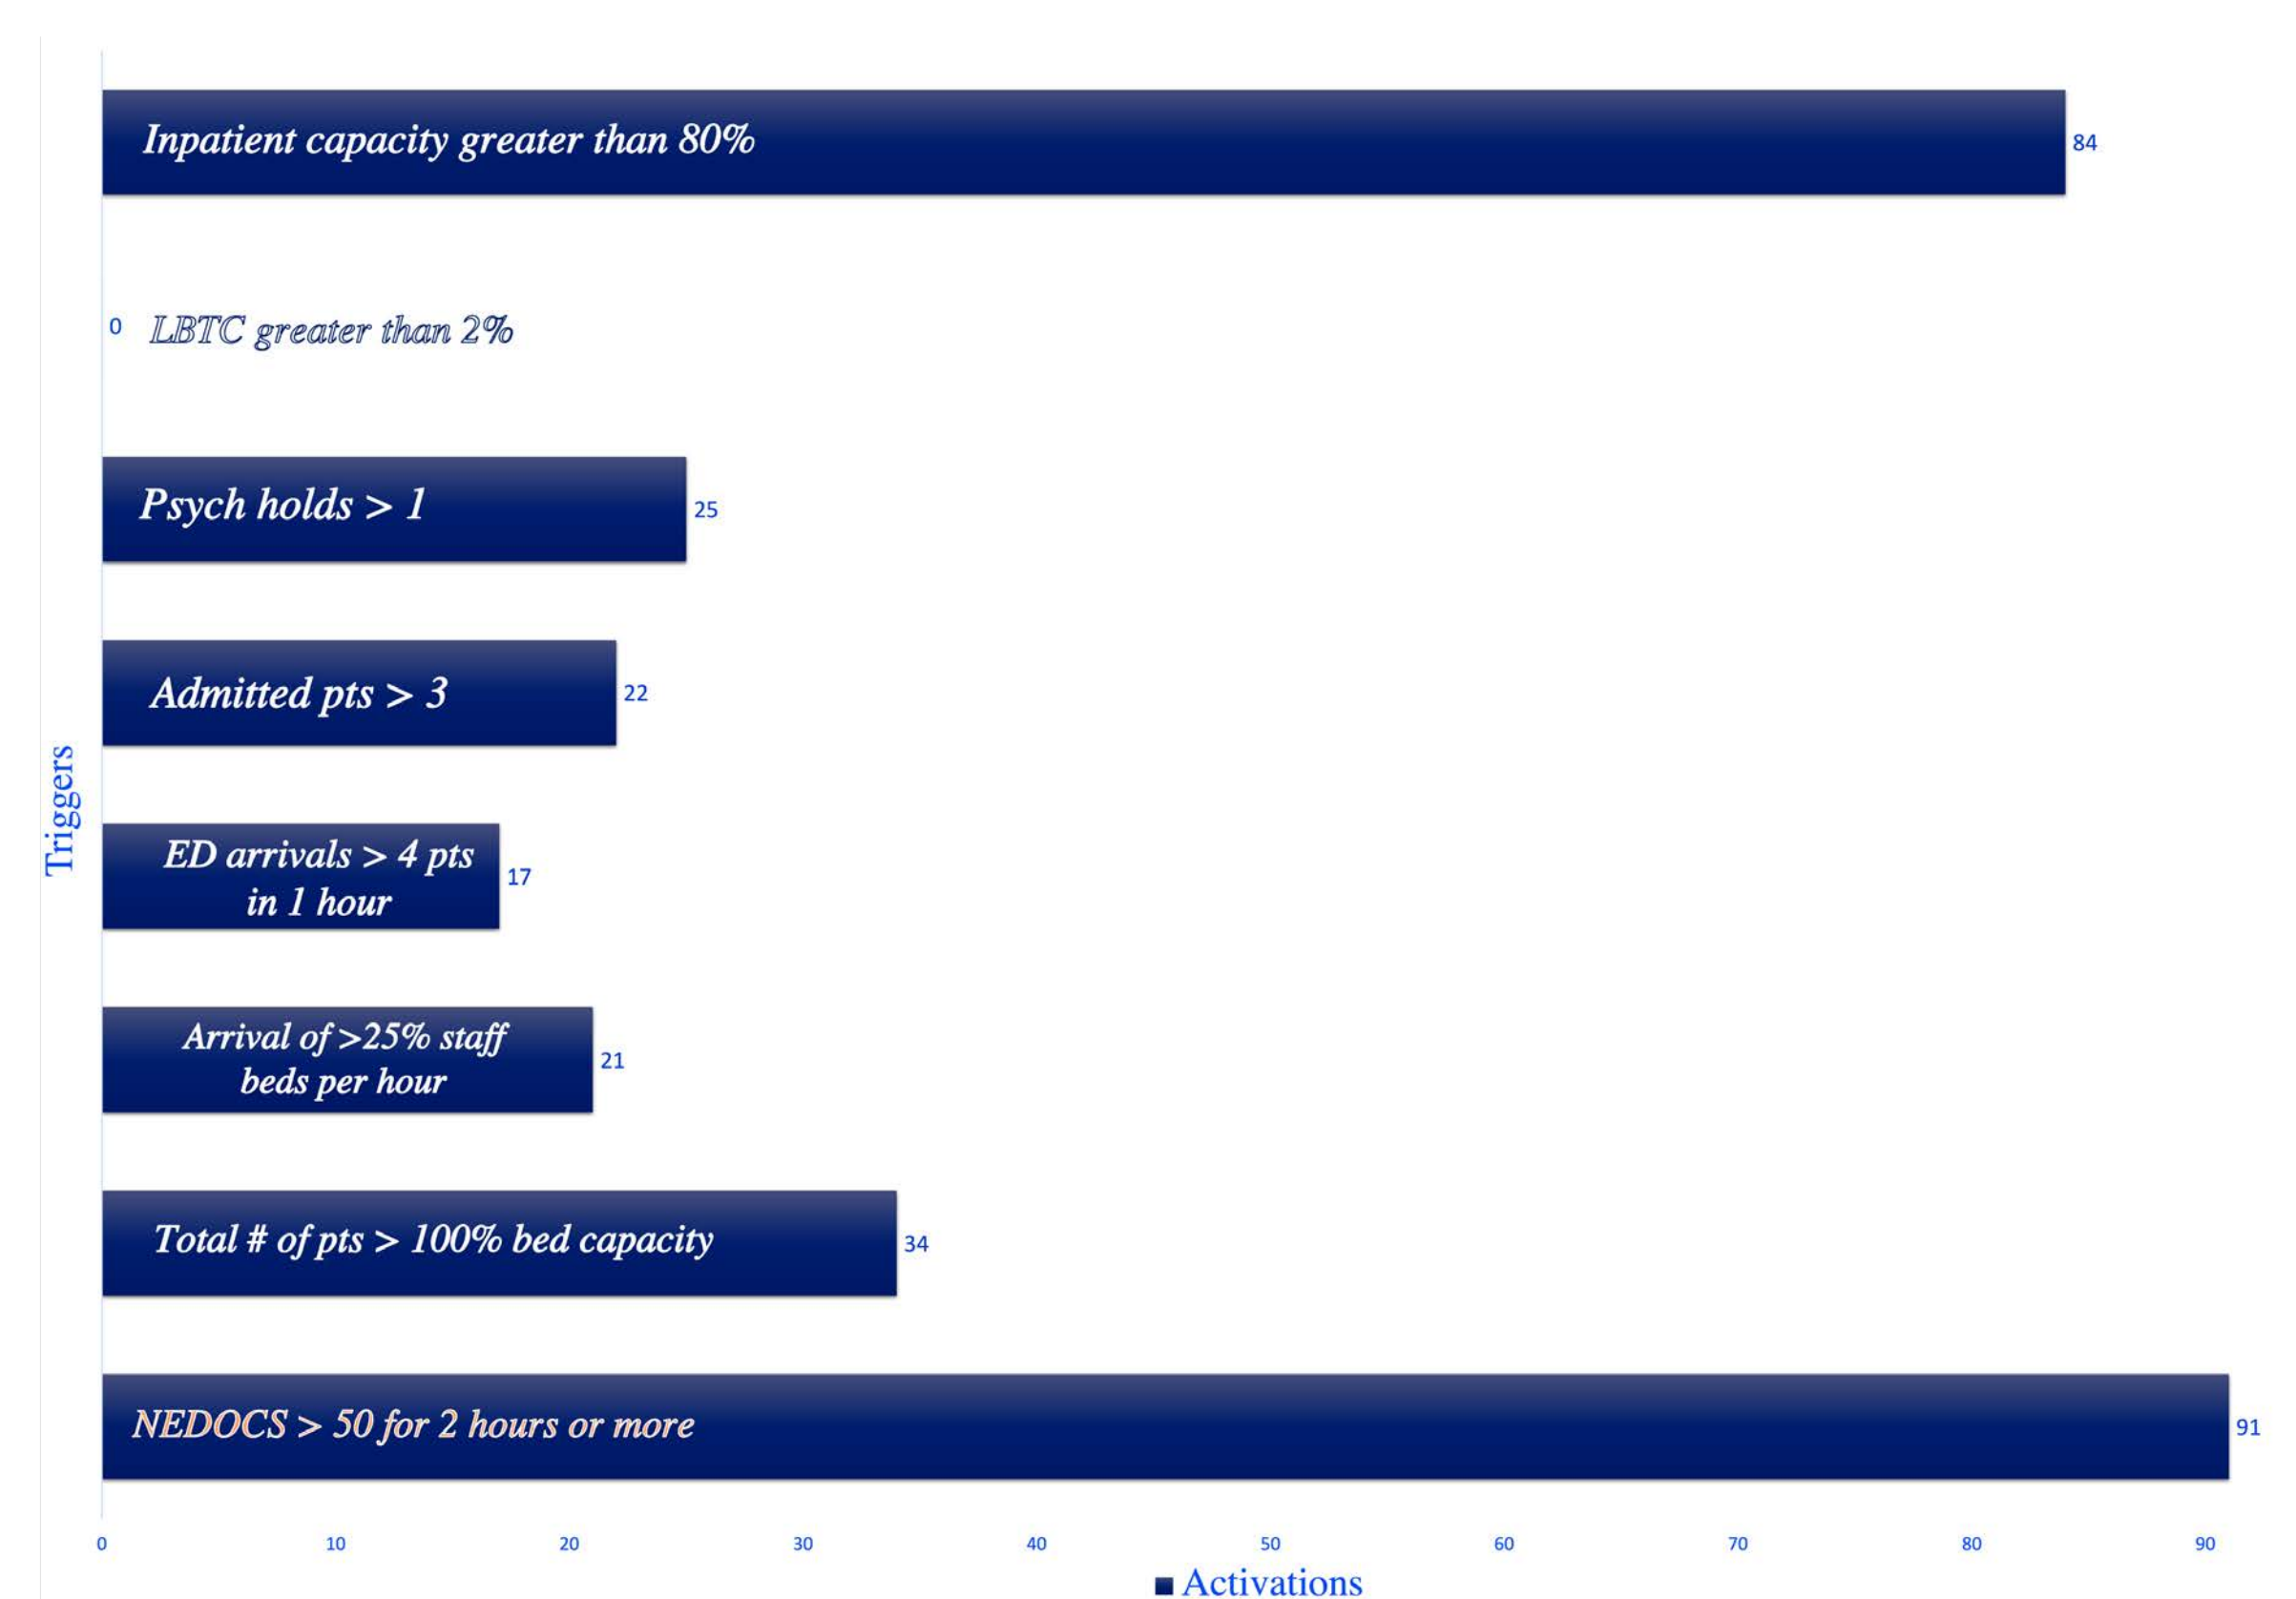 Inpatient capacity greater than 80%
84
0
LBTC greater than 2%
Psych holds > 1
25
Admitted pts > 3
22
Triggers
ED arrivals > 4 pts
in 1 hour
17
Arrival of >25% staff
beds per hour
21
Total # of pts > 100% bed capacity
34
NEDOCS > 50 for 2 hours or more
91
0 10 20 30 40 50 60 70 80 90
Activations